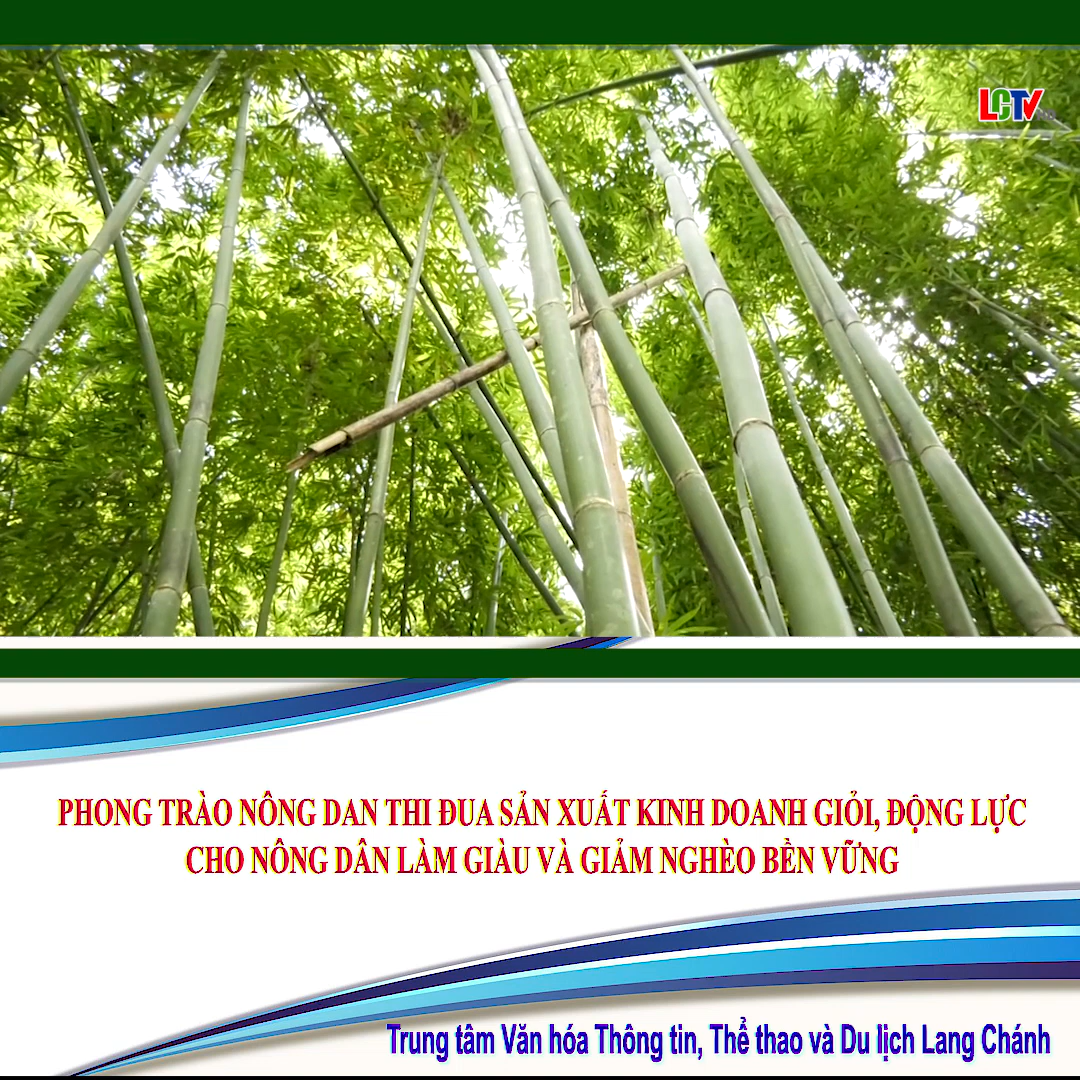 LCTV
PHONG TRÀO NÔNG DAN THI ĐUA SẢN XUẤT KINH DOANH GIỎI, ĐỘNG LỰC
CHO NÔNG DÂN LÀM GIÀU VÀ GIẢM NGHÈO BỀN VỮNG
Trung tâm Văn hóa Thông tin, Thể thao và Du lịch Lang Chánh